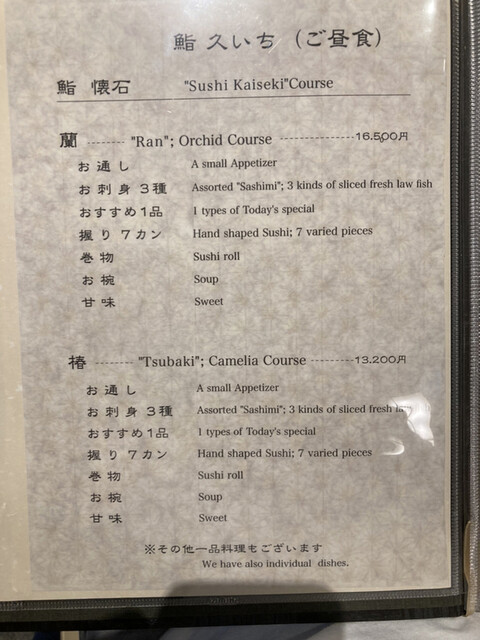 鮨 久いち (ご昼食)
鮨 懐石 "Sushi Kaiseki"Course
蘭 -------- "Ran"; Orchid Course ---------------- 16.500円
お通し A small Appetizer
お刺身 3種 Assorted "Sashimi"; 3 kinds of sliced fresh law fish
おすすめ1品 1 types of Today's special
握り 7カン Hand shaped Sushi; 7 varied pieces
巻物 Sushi roll
お椀 Soup
甘味 Sweet
椿 -------- "Tsubaki"; Camelia Course --------- 13.200円
お通し A small Appetizer
お刺身 3種 Assorted "Sashimi"; 3 kinds of sliced fresh
おすすめ1品 1 types of Today's special
握り 7カン Hand shaped Sushi; 7 varied pieces
巻物 Sushi roll
お椀 Soup
甘味 Sweet
※その他一品料理もございます
We have also individual dishes.